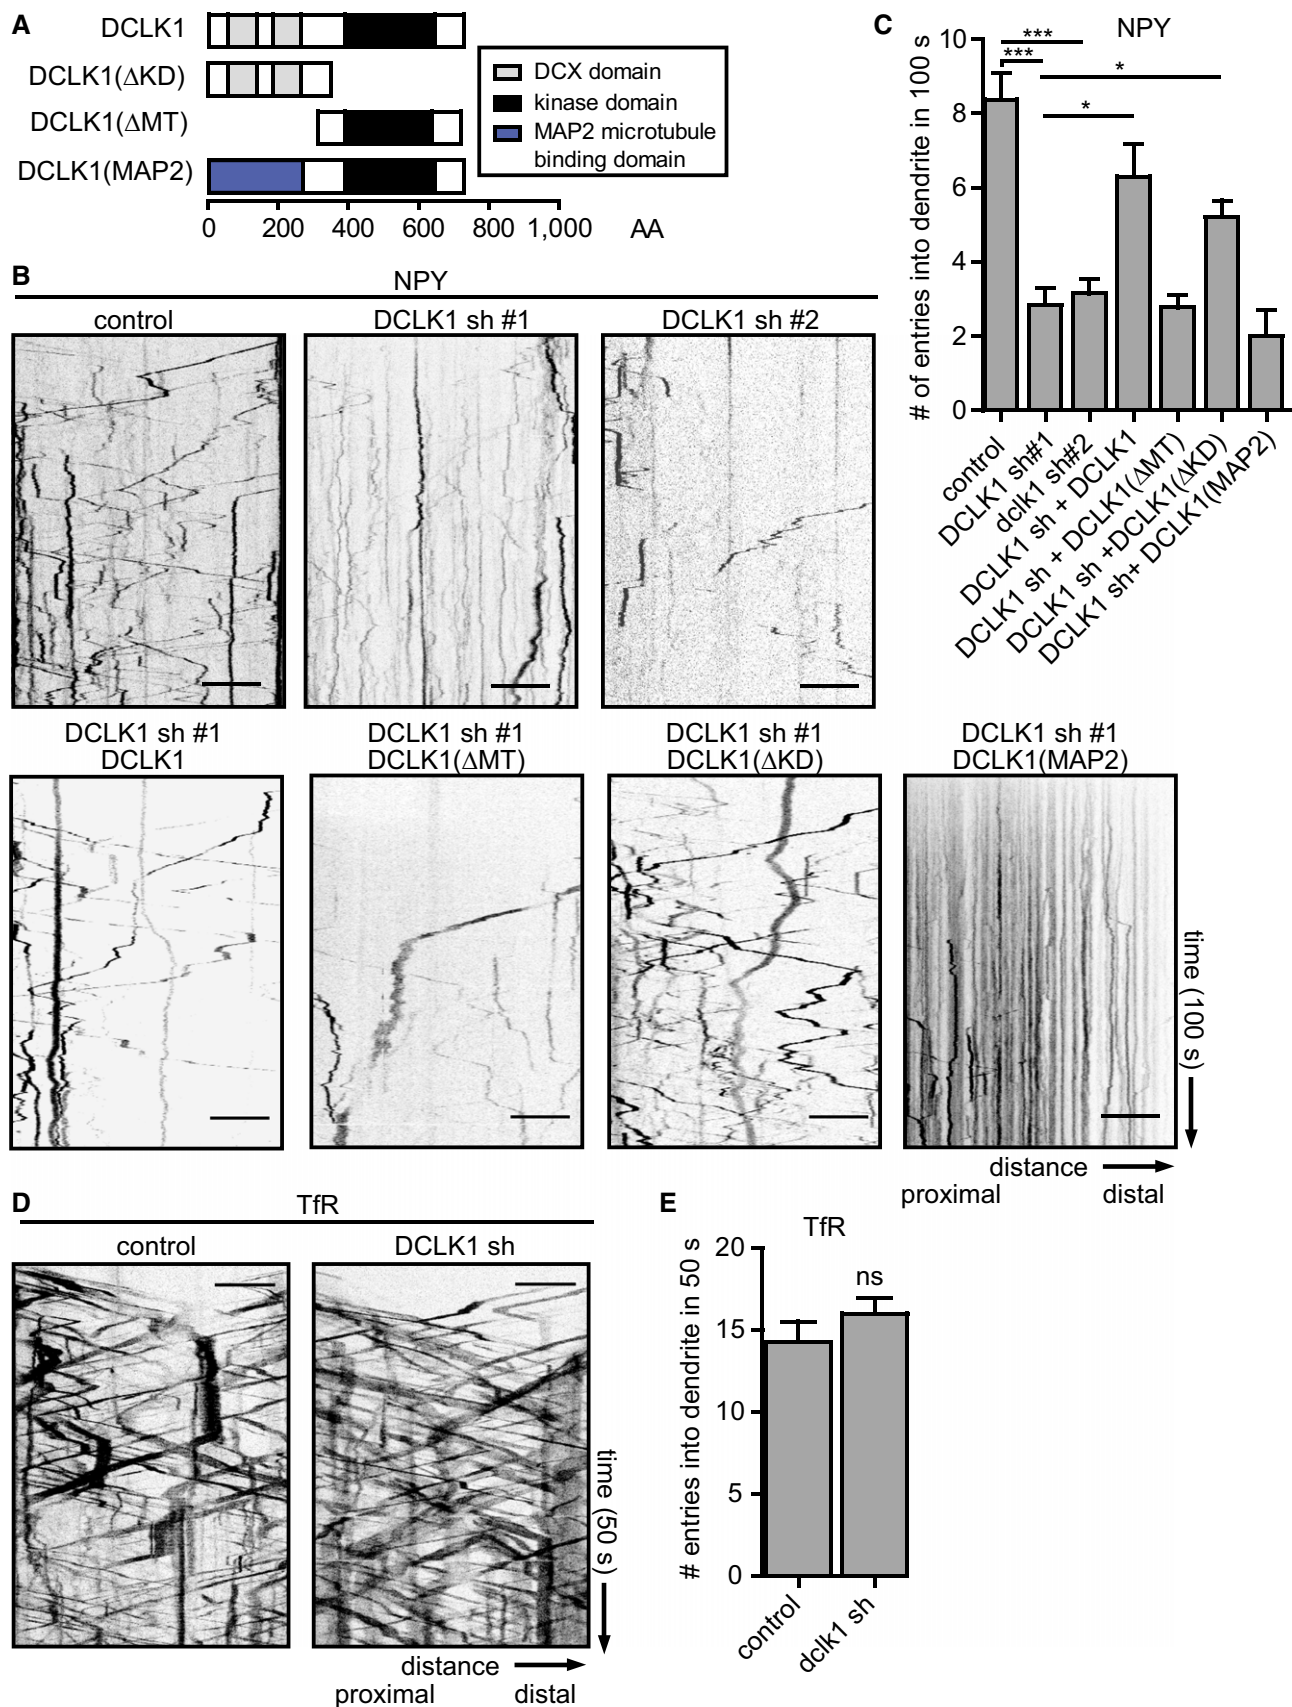 A
DCLK1
DCLK1(ΔKD)
DCLK1(ΔMT)
DCLK1(MAP2)
DCX domain
kinase domain
MAP2 microtubule
binding domain
0 200 400 600 800 1,000 AA
B
NPY
control
DCLK1 sh #1
DCLK1 sh #2
DCLK1 sh #1
DCLK1
DCLK1 sh #1
DCLK1(ΔMT)
DCLK1 sh #1
DCLK1(ΔKD)
DCLK1 sh #1
DCLK1(MAP2)
time (100 s)
distance
proximal distal
C
NPY
# of entries into dendrite in 100 s
10
8
6
4
2
0
***
***
*
*
control
DCLK1 sh#1
dclk1 sh#2
DCLK1 sh + DCLK1
DCLK1 sh + DCLK1(ΔMT)
DCLK1 sh +DCLK1(ΔKD)
DCLK1 sh+ DCLK1(MAP2)
D
TfR
control
DCLK1 sh
time (50 s)
distance
proximal distal
E
TfR
# entries into dendrite in 50 s
20
15
10
5
0
ns
control
dclk1 sh